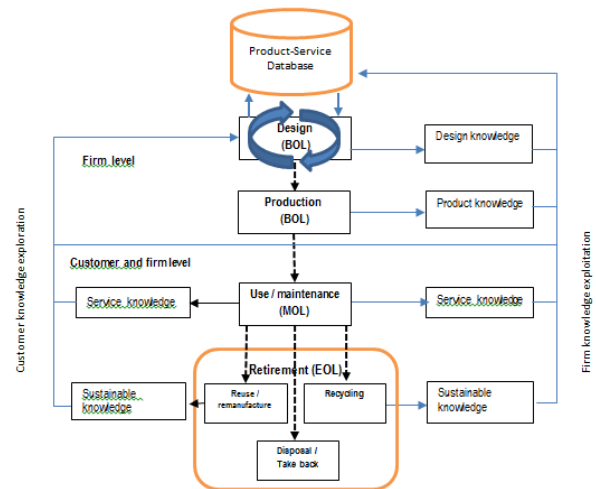 Product-Service
Database
Design
(BOL)
Design knowledge
Firm level
Production
(BOL)
Product knowledge
Customer and firm level
Service knowledge
Use / maintenance
(MOL)
Service knowledge
Retirement (EOL)
Sustainable
knowledge
Reuse /
remanufacture
Recycling
Sustainable
knowledge
Disposal /
Take back
Customer knowledge exploration
Firm knowledge exploitation